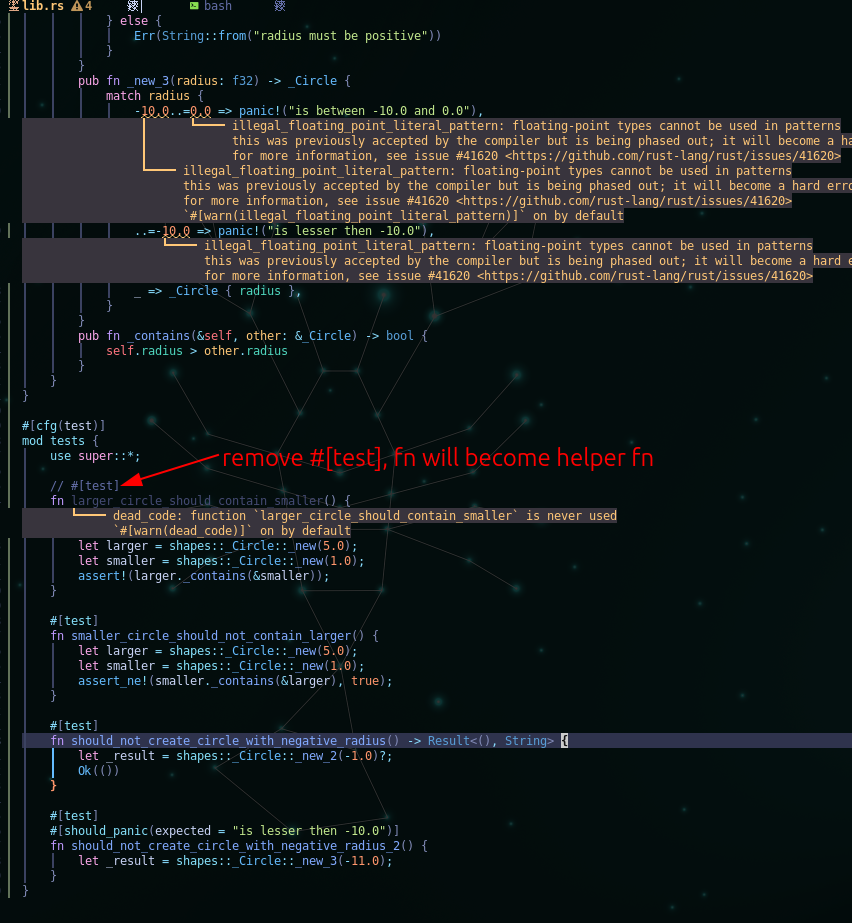 lib.rs 4 bash
} else {
Err(String::from("radius must be positive"))
}
}
pub fn _new_3(radius: f32) -> _Circle {
match radius {
-10.0..=0.0 => panic!("is between -10.0 and 0.0"),
illegal_floating_point_literal_pattern: floating-point types cannot be used in patterns
this was previously accepted by the compiler but is being phased out; it will become a ha
for more information, see issue #41620 <https://github.com/rust-lang/rust/issues/41620>
illegal_floating_point_literal_pattern: floating-point types cannot be used in patterns
this was previously accepted by the compiler but is being phased out; it will become a hard erro
for more information, see issue #41620 <https://github.com/rust-lang/rust/issues/41620>
`#[warn(illegal_floating_point_literal_pattern)]` on by default
..=-10.0 => panic!("is lesser then -10.0"),
illegal_floating_point_literal_pattern: floating-point types cannot be used in patterns
this was previously accepted by the compiler but is being phased out; it will become a hard e
for more information, see issue #41620 <https://github.com/rust-lang/rust/issues/41620>
_ => _Circle { radius },
}
}
pub fn _contains(&self, other: &_Circle) -> bool {
self.radius > other.radius
}
}
}
#[cfg(test)]
mod tests {
use super::*;
remove #[test], fn will become helper fn
// #[test]
fn larger_circle_should_contain_smaller() {
dead_code: function `larger_circle_should_contain_smaller` is never used
`#[warn(dead_code)]` on by default
let larger = shapes::_Circle::_new(5.0);
let smaller = shapes::_Circle::_new(1.0);
assert!(larger._contains(&smaller));
}
#[test]
fn smaller_circle_should_not_contain_larger() {
let larger = shapes::_Circle::_new(5.0);
let smaller = shapes::_Circle::_new(1.0);
assert_ne!(smaller._contains(&larger), true);
}
#[test]
fn should_not_create_circle_with_negative_radius() -> Result<(), String> {
let _result = shapes::_Circle::_new_2(-1.0)?;
Ok(())
}
#[test]
#[should_panic(expected = "is lesser then -10.0")]
fn should_not_create_circle_with_negative_radius_2() {
let _result = shapes::_Circle::_new_3(-11.0);
}
}